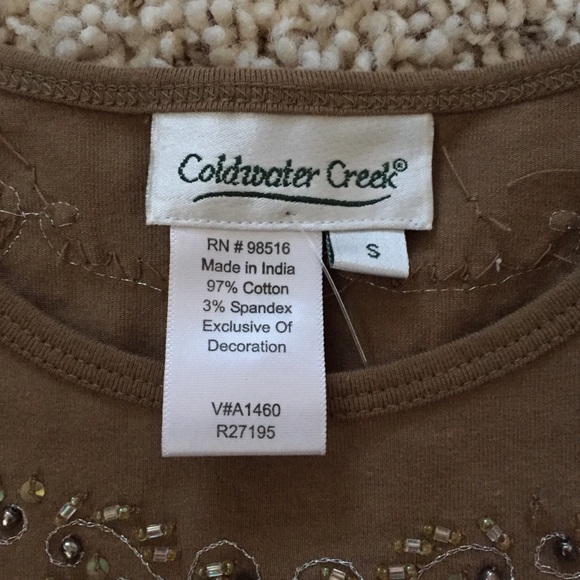 Coldwater Creek®
S
RN # 98516
Made in India
97% Cotton
3% Spandex
Exclusive Of
Decoration
V#A1460
R27195